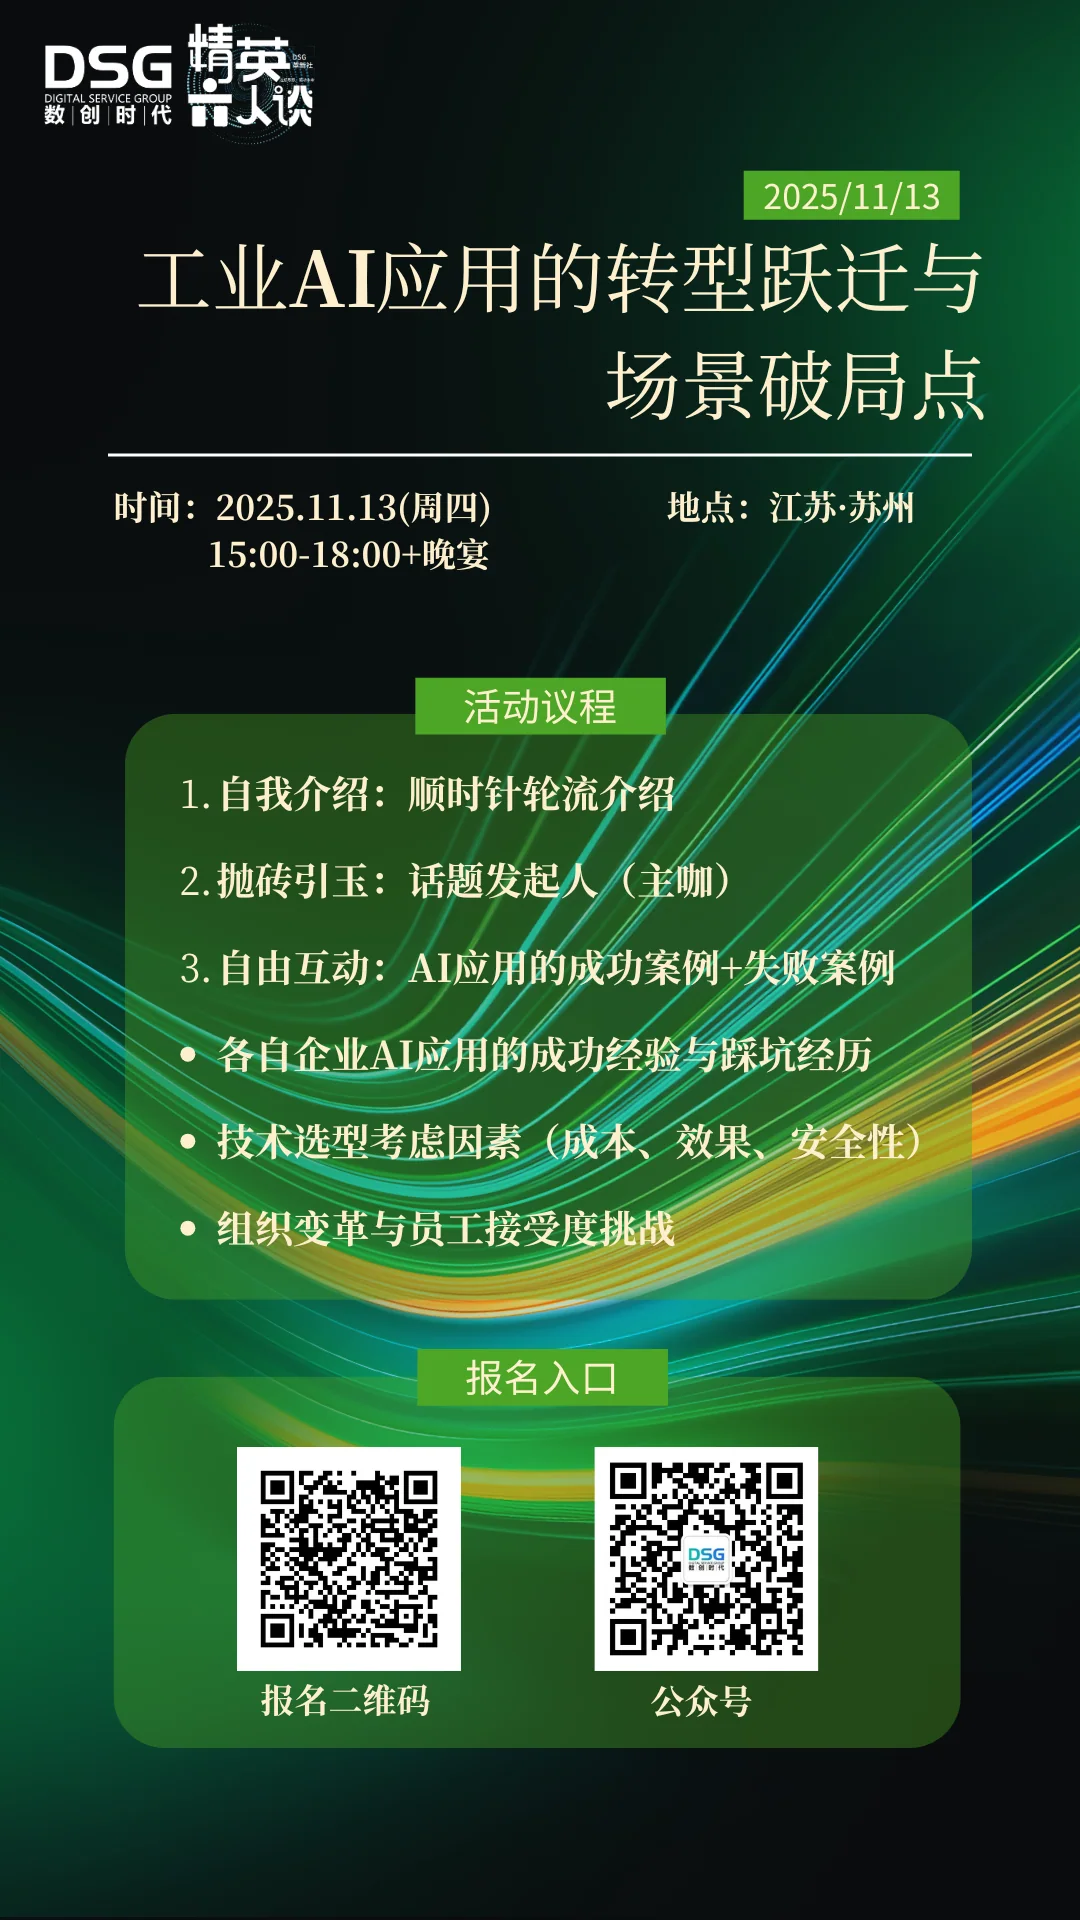 DSG
DIGITAL SERVICE GROUP
数|创|时|代
精英
六人谈
DSG
2025/11/13
工业AI应用的转型跃迁与
场景破局点
时间：2025.11.13(周四)
15:00-18:00+晚宴
地点：江苏·苏州
活动议程
1. 自我介绍：顺时针轮流介绍
2. 抛砖引玉：话题发起人（主咖）
3. 自由互动：AI应用的成功案例+失败案例
• 各自企业AI应用的成功经验与踩坑经历
• 技术选型考虑因素（成本、效果、安全性）
• 组织变革与员工接受度挑战
报名入口
DSG
数创时代
报名二维码
公众号